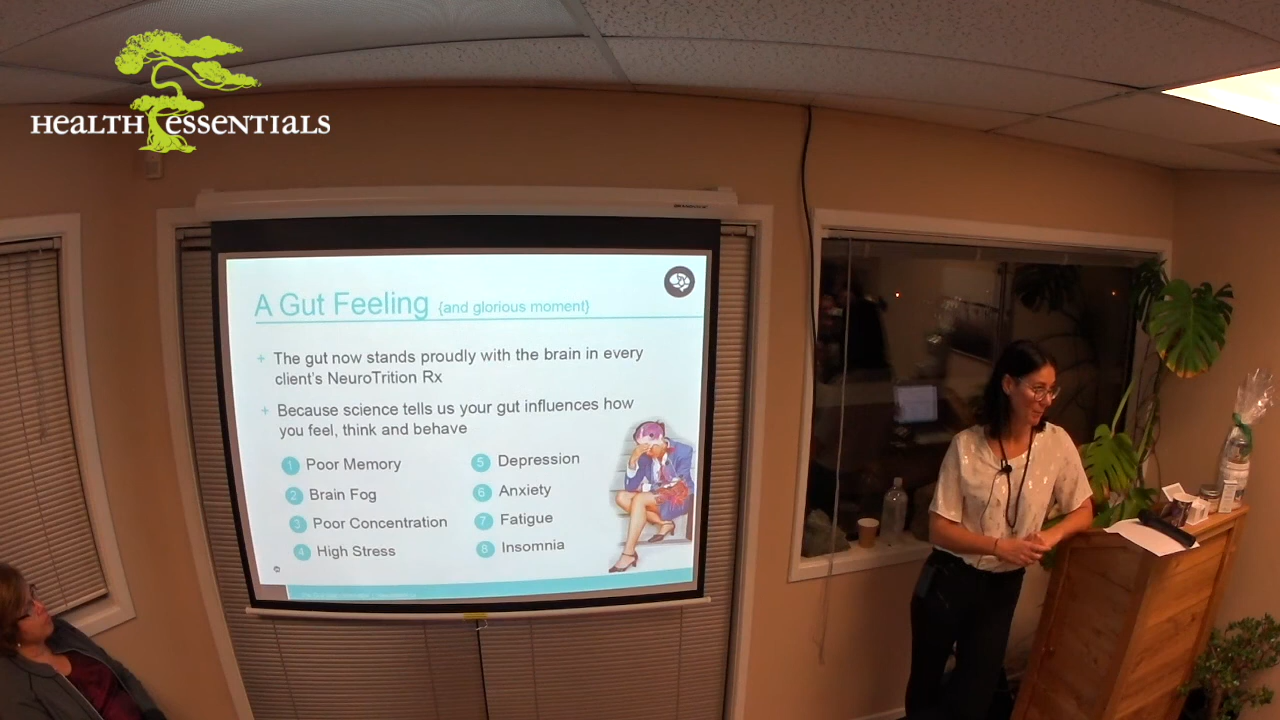 HEALTH ESSENTIALS
A Gut Feeling {and glorious moment}
+ The gut now stands proudly with the brain in every
client's NeuroTrition Rx
+ Because science tells us your gut influences how
you feel, think and behave
1 Poor Memory
2 Brain Fog
3 Poor Concentration
4 High Stress
5 Depression
6 Anxiety
7 Fatigue
8 Insomnia